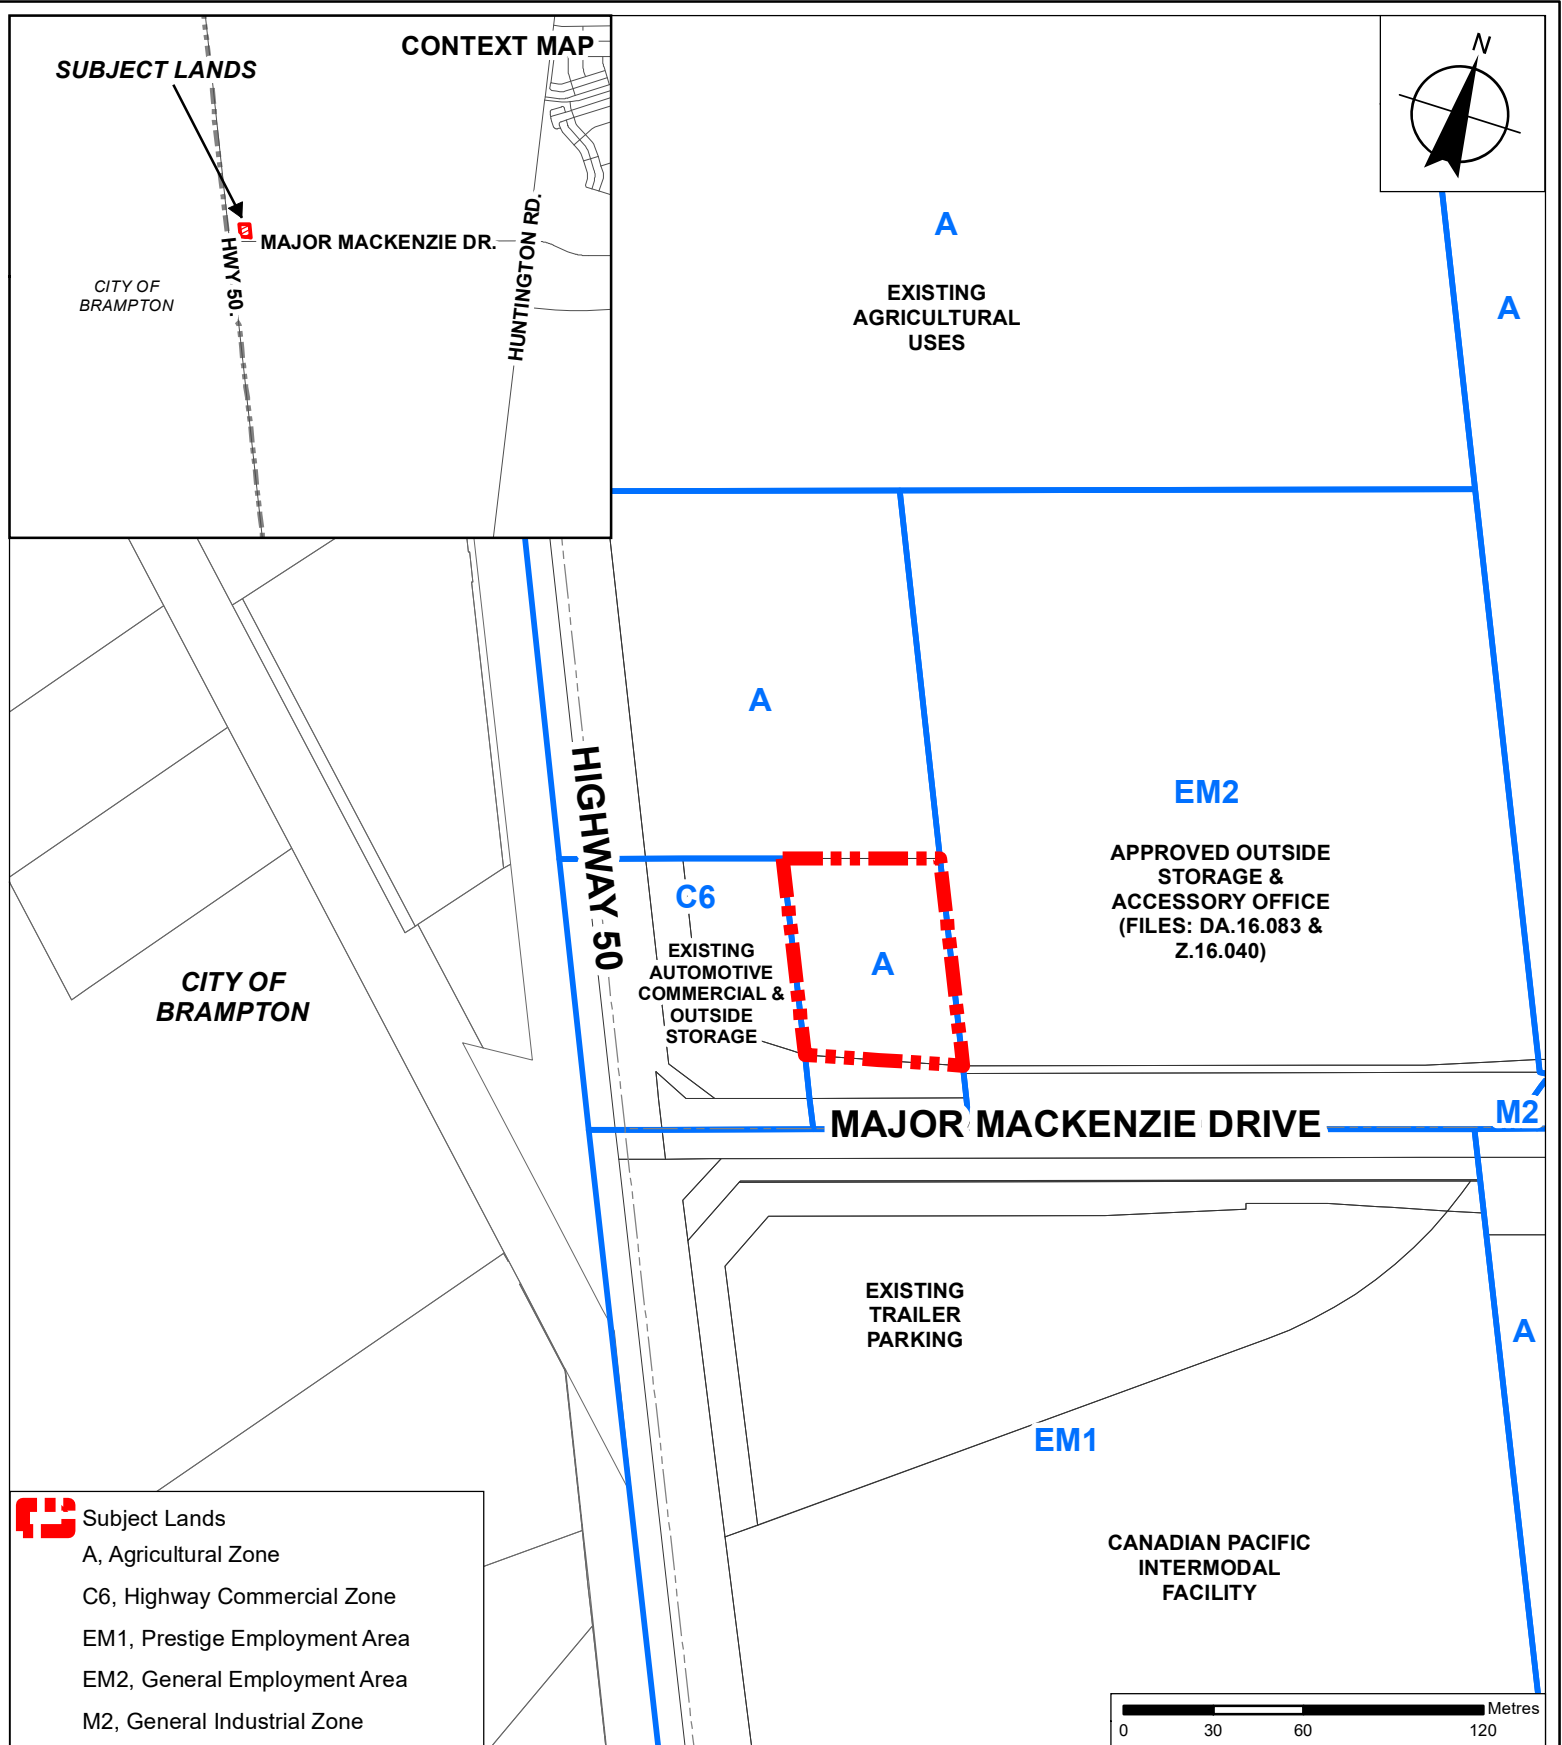 CONTEXT MAP
SUBJECT LANDS
MAJOR MACKENZIE DR.
HWY 50.
HUNTINGTON RD.
CITY OF
BRAMPTON
N
A
EXISTING
AGRICULTURAL
USES
A
A
HIGHWAY 50
EM2
APPROVED OUTSIDE
STORAGE &
ACCESSORY OFFICE
(FILES: DA.16.083 &
Z.16.040)
C6
EXISTING
AUTOMOTIVE
COMMERCIAL &
OUTSIDE
STORAGE
A
CITY OF
BRAMPTON
MAJOR MACKENZIE DRIVE
M2
EXISTING
TRAILER
PARKING
A
EM1
CANADIAN PACIFIC
INTERMODAL
FACILITY
Subject Lands
A, Agricultural Zone
C6, Highway Commercial Zone
EM1, Prestige Employment Area
EM2, General Employment Area
M2, General Industrial Zone
Metres
0 30 60 120